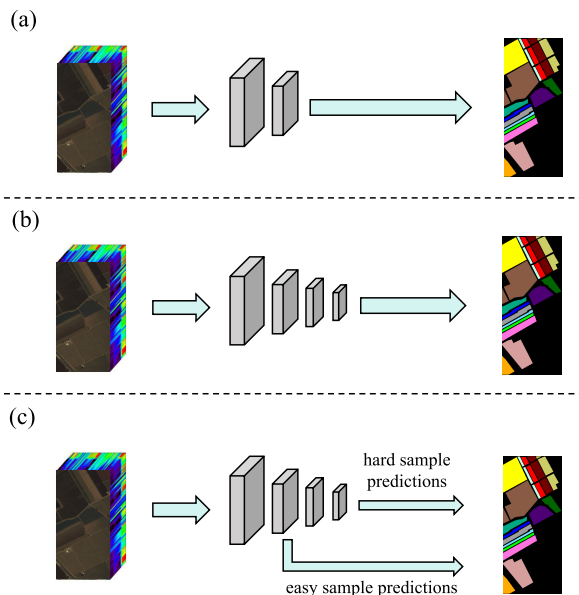 (a)
(b)
(c)
hard sample
predictions
easy sample predictions